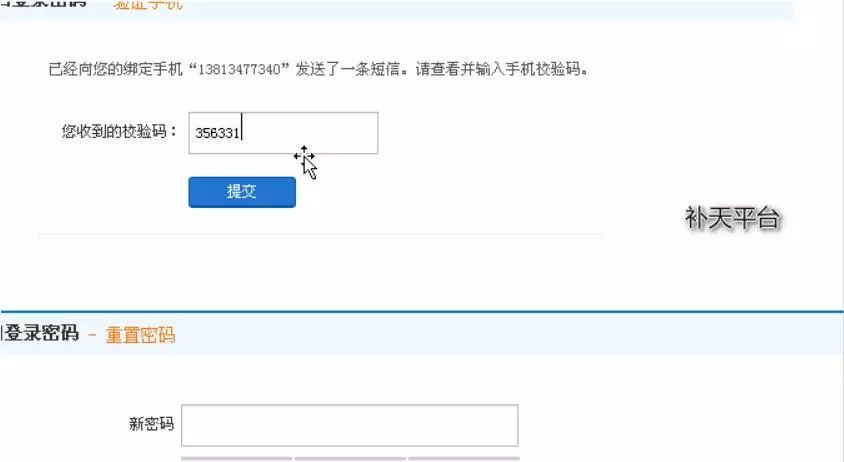 登录密码 - 验证手机
已经向您的绑定手机“13813477340”发送了一条短信。请查看并输入手机校验码。
您收到的校验码：356331
提交
补天平台
登录密码 - 重置密码
新密码